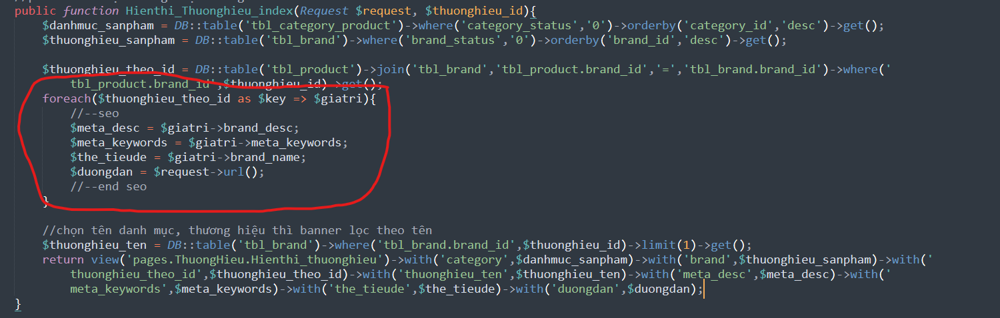 public function Hienthi_Thuonghieu_index(Request $request, $thuonghieu_id){
$danhmuc_sanpham = DB::table('tbl_category_product')->where('category_status','0')->orderby('category_id','desc')->get();
$thuonghieu_sanpham = DB::table('tbl_brand')->where('brand_status','0')->orderby('brand_id','desc')->get();
$thuonghieu_theo_id = DB::table('tbl_product')->join('tbl_brand','tbl_product.brand_id','=','tbl_brand.brand_id')->where('
tbl_product.brand_id',$thuonghieu_id)->get();
foreach($thuonghieu_theo_id as $key => $giatri){
//--seo
$meta_desc = $giatri->brand_desc;
$meta_keywords = $giatri->meta_keywords;
$the_tieude = $giatri->brand_name;
$duongdan = $request->url();
//--end seo
}
//chọn tên danh mục, thương hiệu thì banner lọc theo tên
$thuonghieu_ten = DB::table('tbl_brand')->where('tbl_brand.brand_id',$thuonghieu_id)->limit(1)->get();
return view('pages.ThuongHieu.Hienthi_thuonghieu')->with('category',$danhmuc_sanpham)->with('brand',$thuonghieu_sanpham)->with('
thuonghieu_theo_id',$thuonghieu_theo_id)->with('thuonghieu_ten',$thuonghieu_ten)->with('meta_desc',$meta_desc)->with('
meta_keywords',$meta_keywords)->with('the_tieude',$the_tieude)->with('duongdan',$duongdan);
}